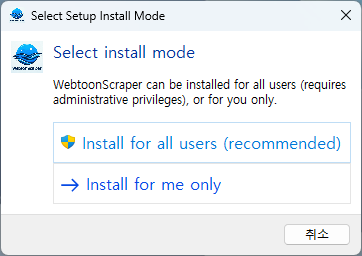 Select Setup Install Mode
Select install mode
WebtoonScraper can be installed for all users (requires
administrative privileges), or for you only.
Install for all users (recommended)
Install for me only
취소